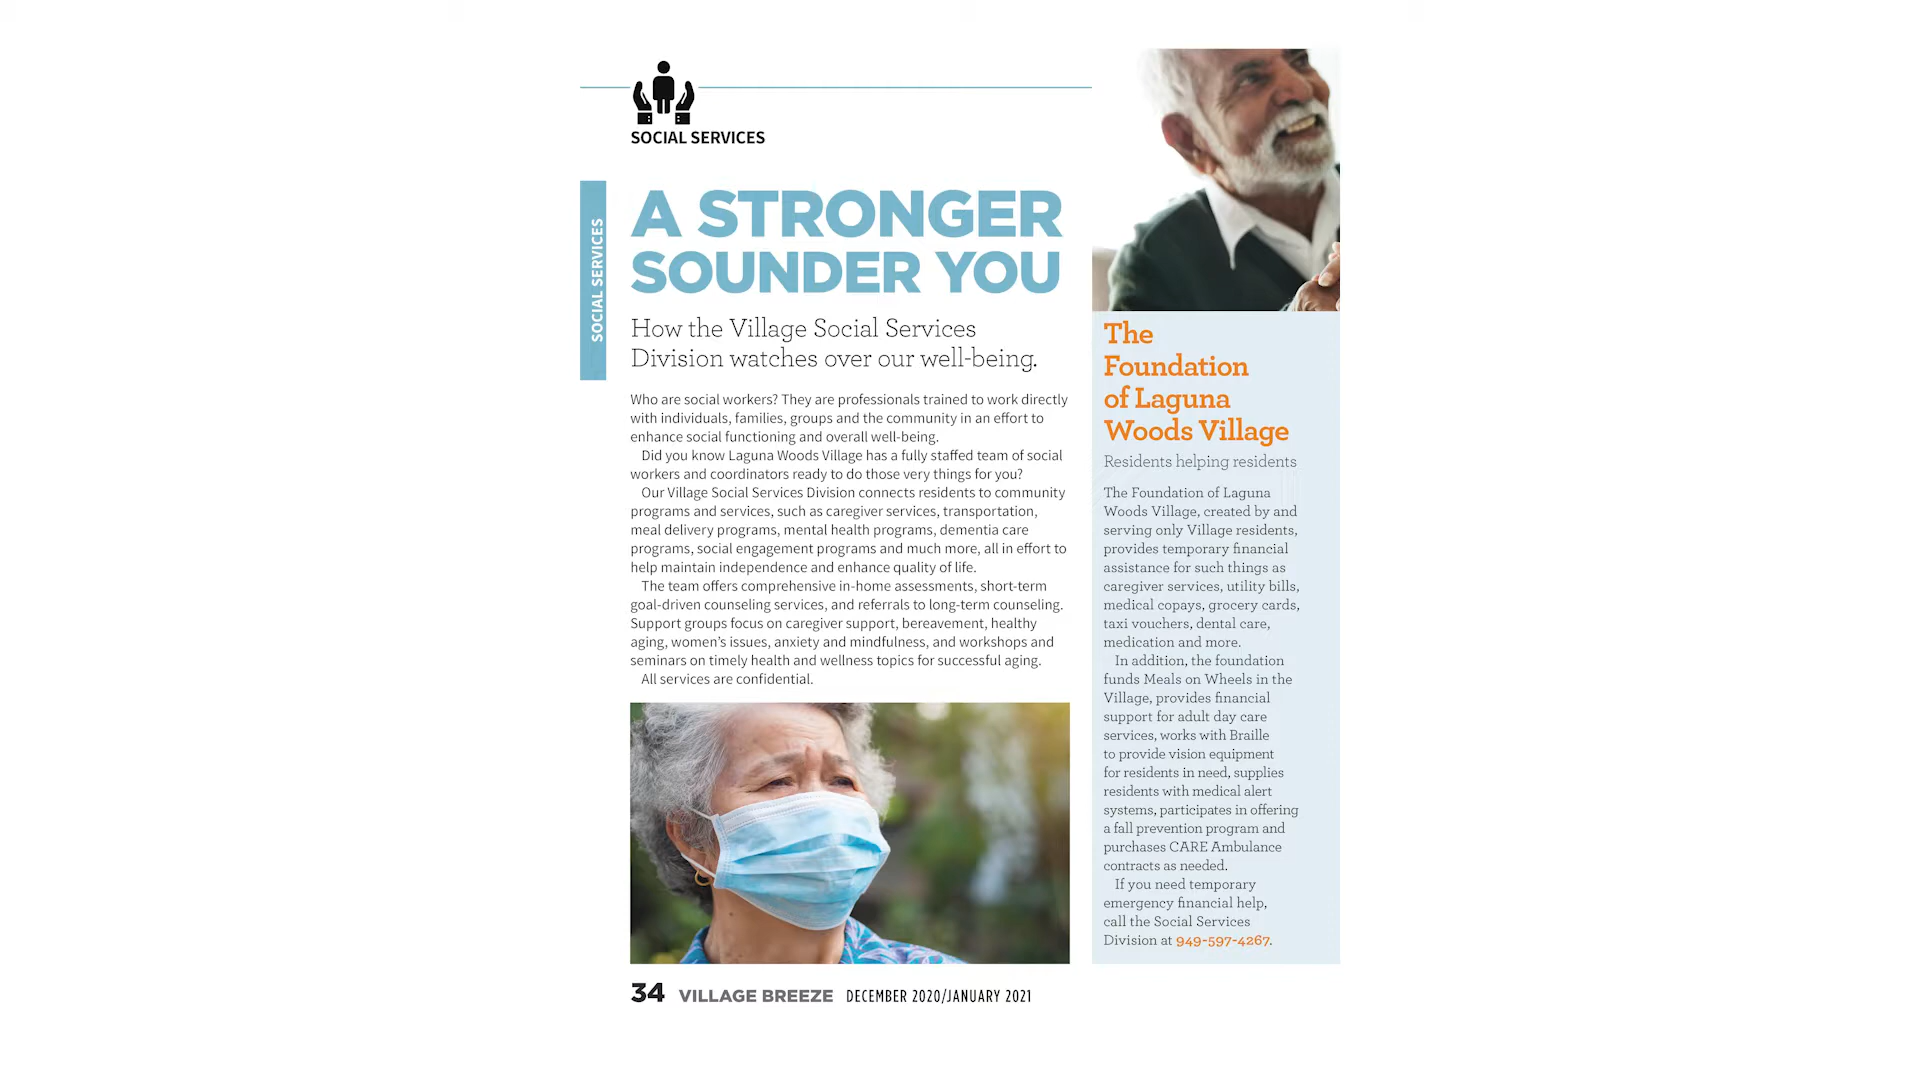 SOCIAL SERVICES
SOCIAL SERVICES
A STRONGER
SOUNDER YOU
How the Village Social Services
Division watches over our well-being.
Who are social workers? They are professionals trained to work directly
with individuals, families, groups and the community in an effort to
enhance social functioning and overall well-being.
Did you know Laguna Woods Village has a fully staffed team of social
workers and coordinators ready to do those very things for you?
Our Village Social Services Division connects residents to community
programs and services, such as caregiver services, transportation,
meal delivery programs, mental health programs, dementia care
programs, social engagement programs and much more, all in effort to
help maintain independence and enhance quality of life.
The team offers comprehensive in-home assessments, short-term
goal-driven counseling services, and referrals to long-term counseling.
Support groups focus on caregiver support, bereavement, healthy
aging, women's issues, anxiety and mindfulness, and workshops and
seminars on timely health and wellness topics for successful aging.
All services are confidential.
The
Foundation
of Laguna
Woods Village
Residents helping residents
The Foundation of Laguna
Woods Village, created by and
serving only Village residents,
provides temporary financial
assistance for such things as
caregiver services, utility bills,
medical copays, grocery cards,
taxi vouchers, dental care,
medication and more.
In addition, the foundation
funds Meals on Wheels in the
Village, provides financial
support for adult day care
services, works with Braille
to provide vision equipment
for residents in need, supplies
residents with medical alert
systems, participates in offering
a fall prevention program and
purchases CARE Ambulance
contracts as needed.
If you need temporary
emergency financial help,
call the Social Services
Division at 949-597-4267.
34 VILLAGE BREEZE DECEMBER 2020/JANUARY 2021